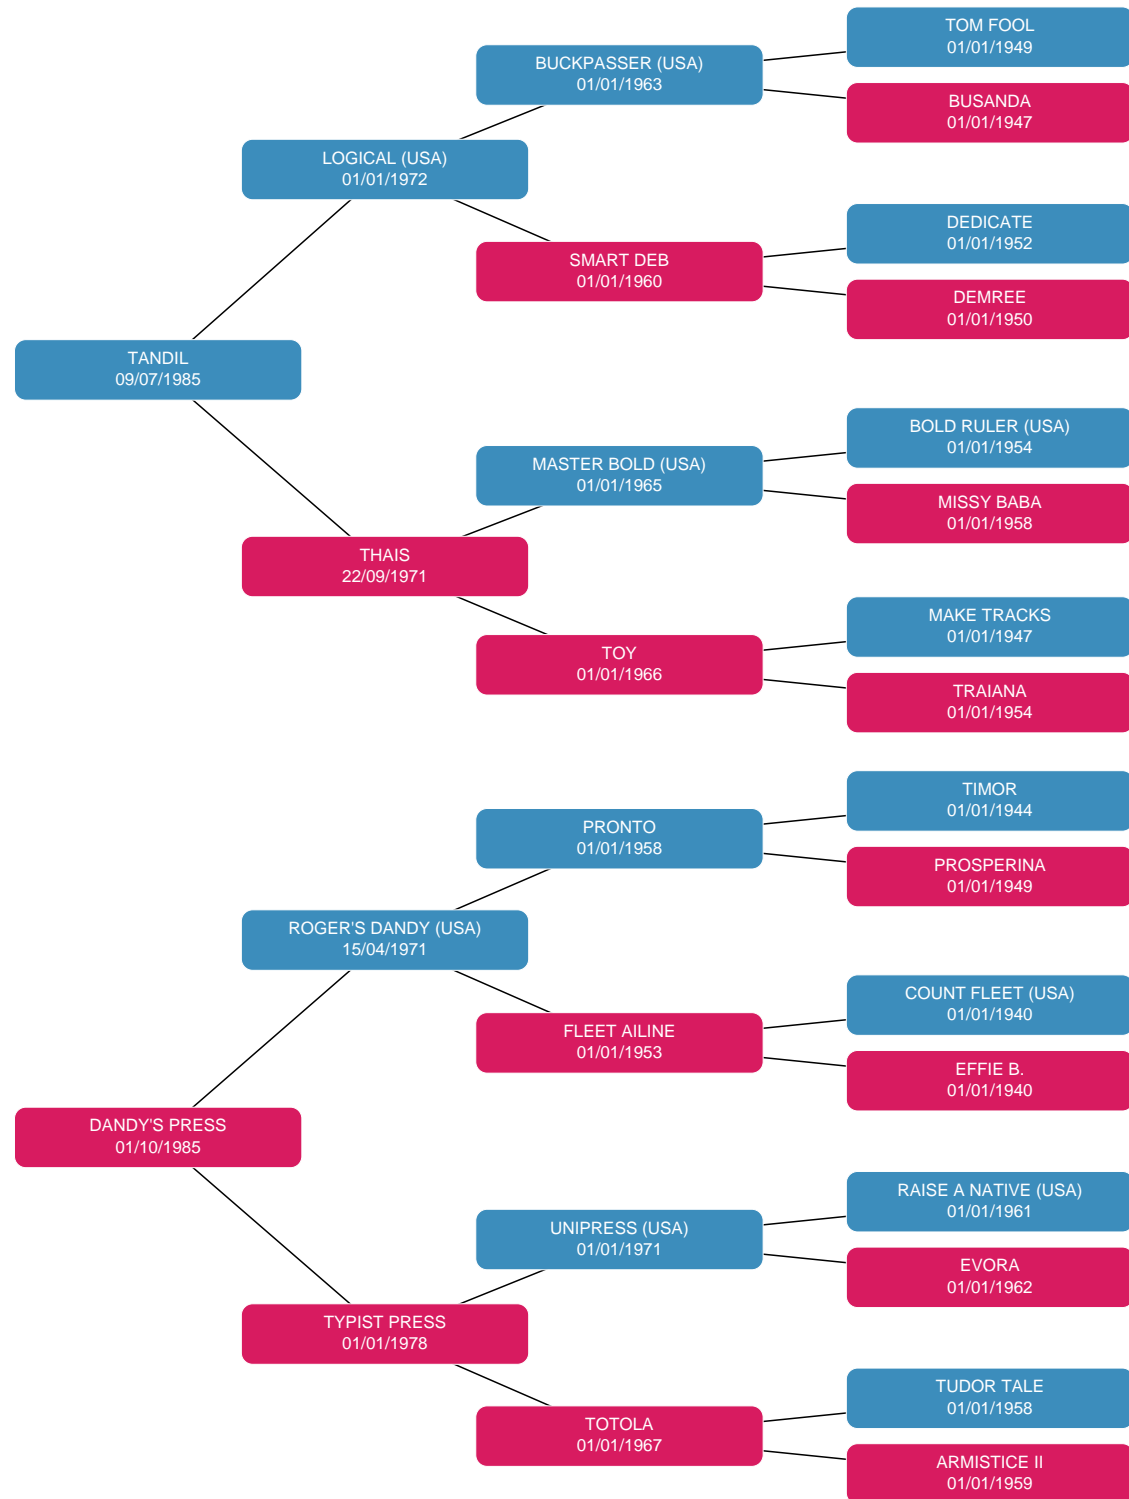 TOM FOOL
01/01/1949
BUCKPASSER (USA)
01/01/1963
BUSANDA
01/01/1947
LOGICAL (USA)
01/01/1972
DEDICATE
01/01/1952
SMART DEB
01/01/1960
DEMREE
01/01/1950
TANDIL
09/07/1985
BOLD RULER (USA)
01/01/1954
MASTER BOLD (USA)
01/01/1965
MISSY BABA
01/01/1958
THAIS
22/09/1971
MAKE TRACKS
01/01/1947
TOY
01/01/1966
TRAIANA
01/01/1954
TIMOR
01/01/1944
PRONTO
01/01/1958
PROSPERINA
01/01/1949
ROGER'S DANDY (USA)
15/04/1971
COUNT FLEET (USA)
01/01/1940
FLEET AILINE
01/01/1953
EFFIE B.
01/01/1940
DANDY'S PRESS
01/10/1985
RAISE A NATIVE (USA)
01/01/1961
UNIPRESS (USA)
01/01/1971
EVORA
01/01/1962
TYPIST PRESS
01/01/1978
TUDOR TALE
01/01/1958
TOTOLA
01/01/1967
ARMISTICE II
01/01/1959